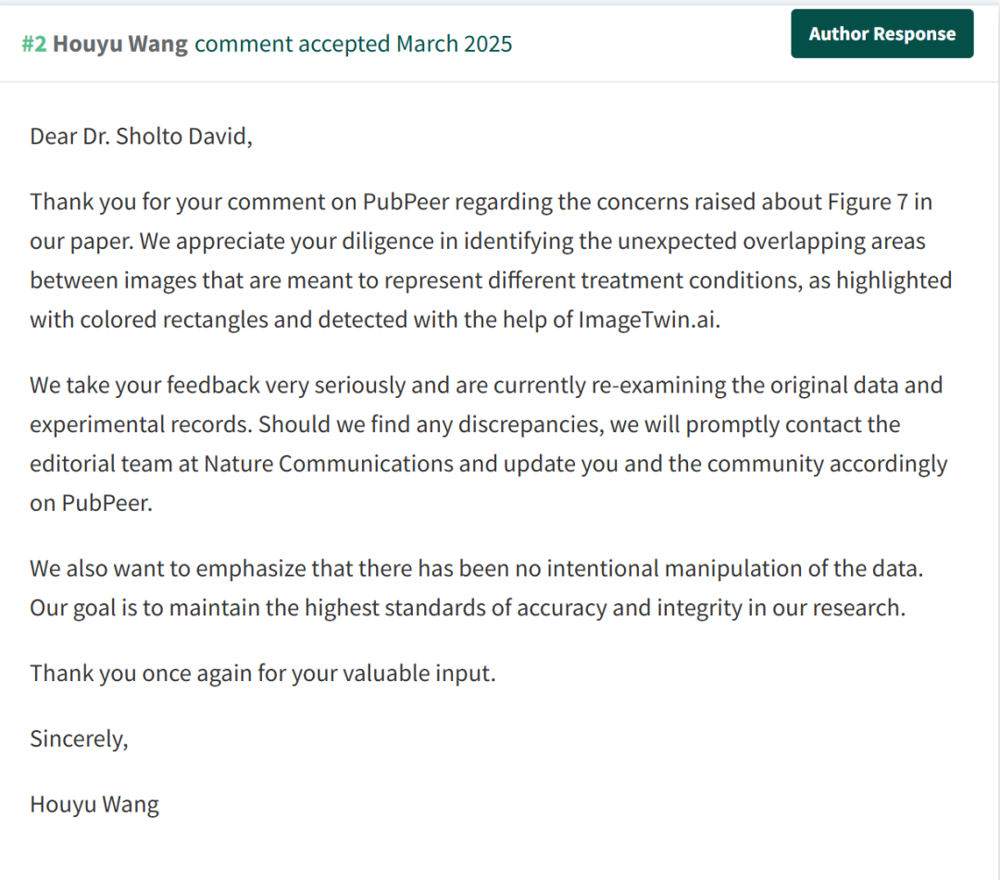 #2 Houyu Wang comment accepted March 2025
Author Response
Dear Dr. Sholto David,
Thank you for your comment on PubPeer regarding the concerns raised about Figure 7 in
our paper. We appreciate your diligence in identifying the unexpected overlapping areas
between images that are meant to represent different treatment conditions, as highlighted
with colored rectangles and detected with the help of ImageTwin.ai.
We take your feedback very seriously and are currently re-examining the original data and
experimental records. Should we find any discrepancies, we will promptly contact the
editorial team at Nature Communications and update you and the community accordingly
on PubPeer.
We also want to emphasize that there has been no intentional manipulation of the data.
Our goal is to maintain the highest standards of accuracy and integrity in our research.
Thank you once again for your valuable input.
Sincerely,
Houyu Wang